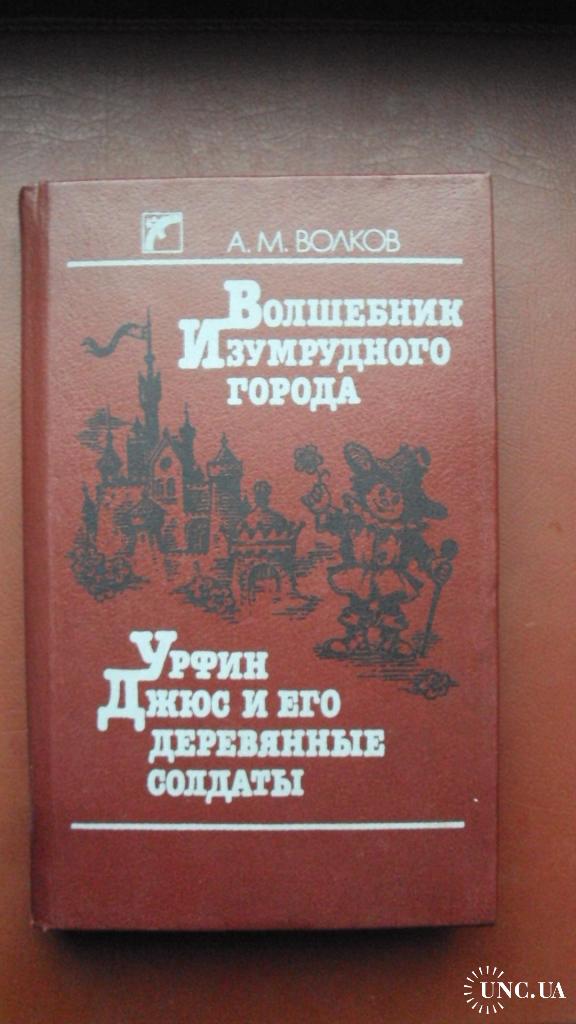 А. М. ВОЛКОВ
ВОЛШЕБНИК
ИЗУМРУДНОГО
ГОРОДА
УРФИН
ДЖЮС И ЕГО
ДЕРЕВЯННЫЕ
СОЛДАТЫ
UNC.UA